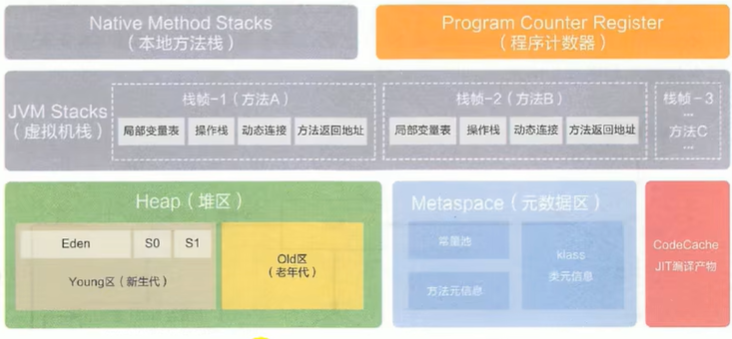 Native Method Stacks
（本地方法栈）
Program Counter Register
（程序计数器）
JVM Stacks
（虚拟机栈）
栈帧-1（方法A）
局部变量表
操作栈
动态连接
方法返回地址
栈帧-2（方法B）
局部变量表
操作栈
动态连接
方法返回地址
栈帧-3
...
方法C
...
Heap（堆区）
Eden
S0
S1
Young区（新生代）
Old区
（老年代）
Metaspace（元数据区）
常量池
方法元信息
klass
类元信息
CodeCache
JIT编译产物